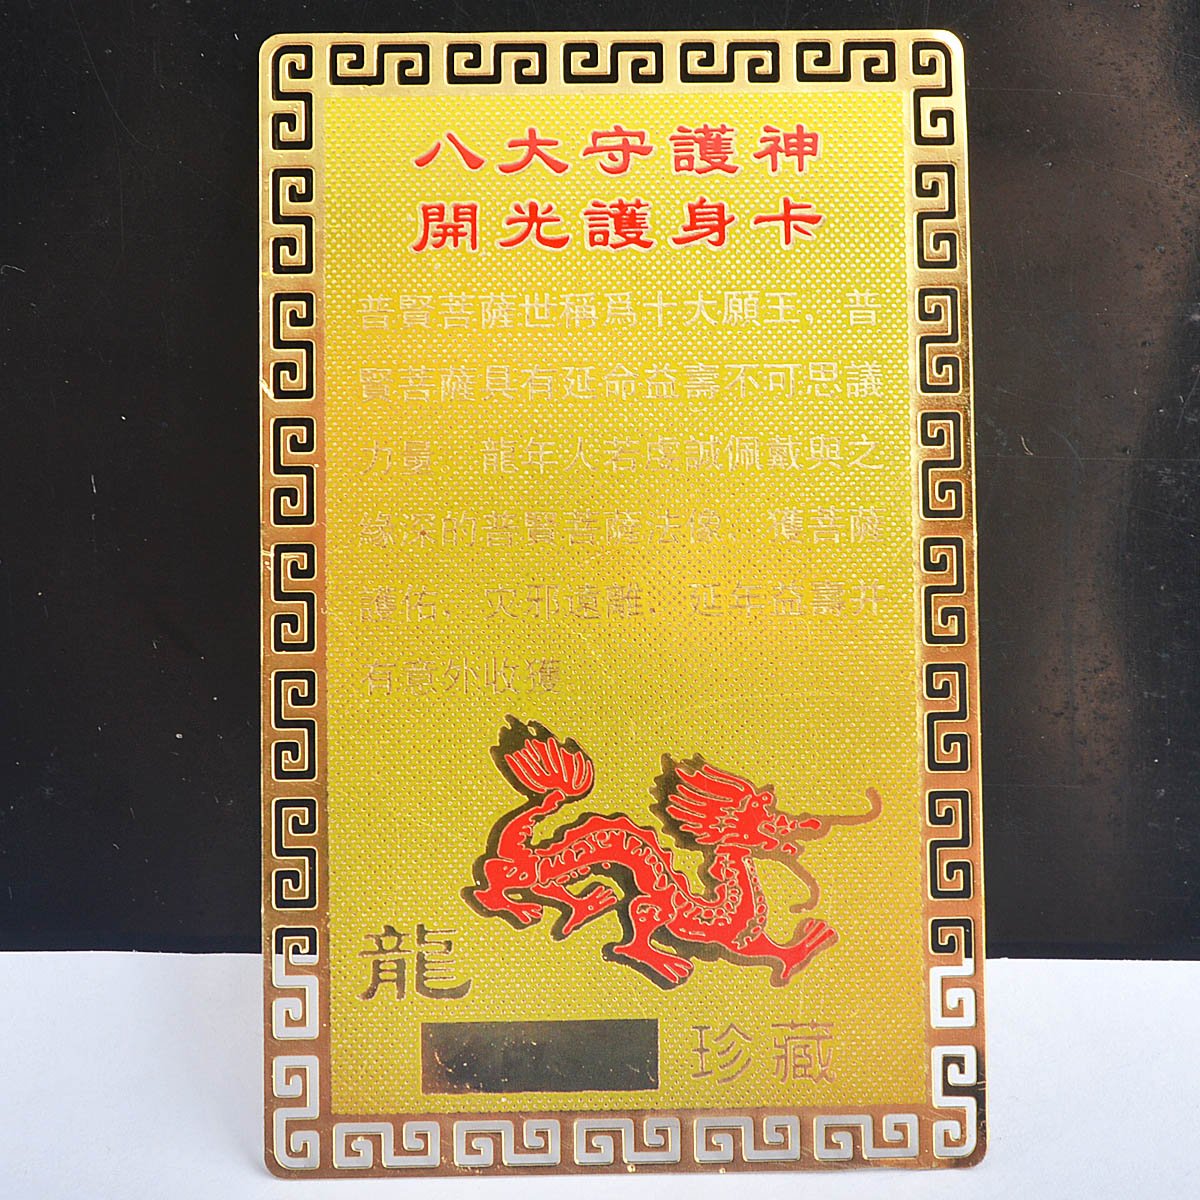 八大守護神
開光護身卡
普賢菩薩世稱爲十大願王，普
賢菩薩具有延命益壽不可思議
力量，龍年人若虔誠佩戴與之
緣深的普賢菩薩法像，獲菩薩
護佑，灾邪遠離，延年益壽并
有意外收獲
龍
珍藏